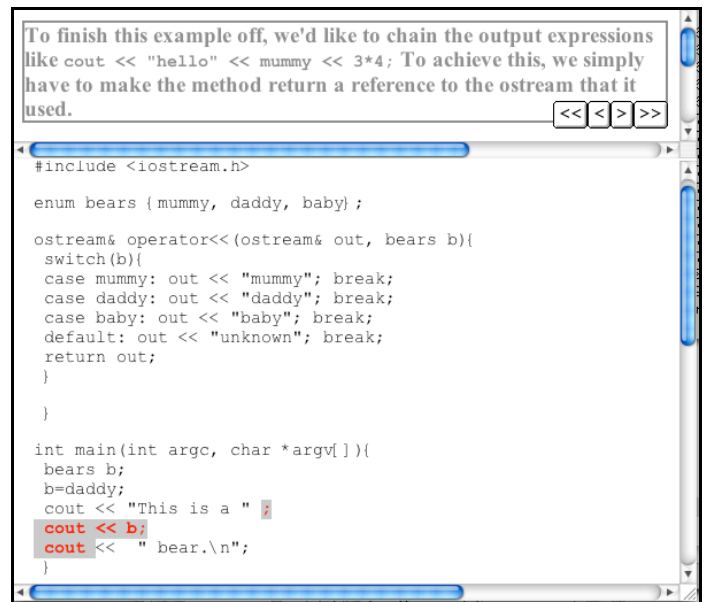 To finish this example off, we'd like to chain the output expressions
like cout << "hello" << mummy << 3*4; To achieve this, we simply
have to make the method return a reference to the ostream that it
used.
<< < > >>
#include <iostream.h>
enum bears {mummy, daddy, baby};
ostream& operator<<(ostream& out, bears b){
switch(b){
case mummy: out << "mummy"; break;
case daddy: out << "daddy"; break;
case baby: out << "baby"; break;
default: out << "unknown"; break;
return out;
}
}
int main(int argc, char *argv[]){
bears b;
b=daddy;
cout << "This is a " ;
cout << b;
cout << " bear.\n";
}